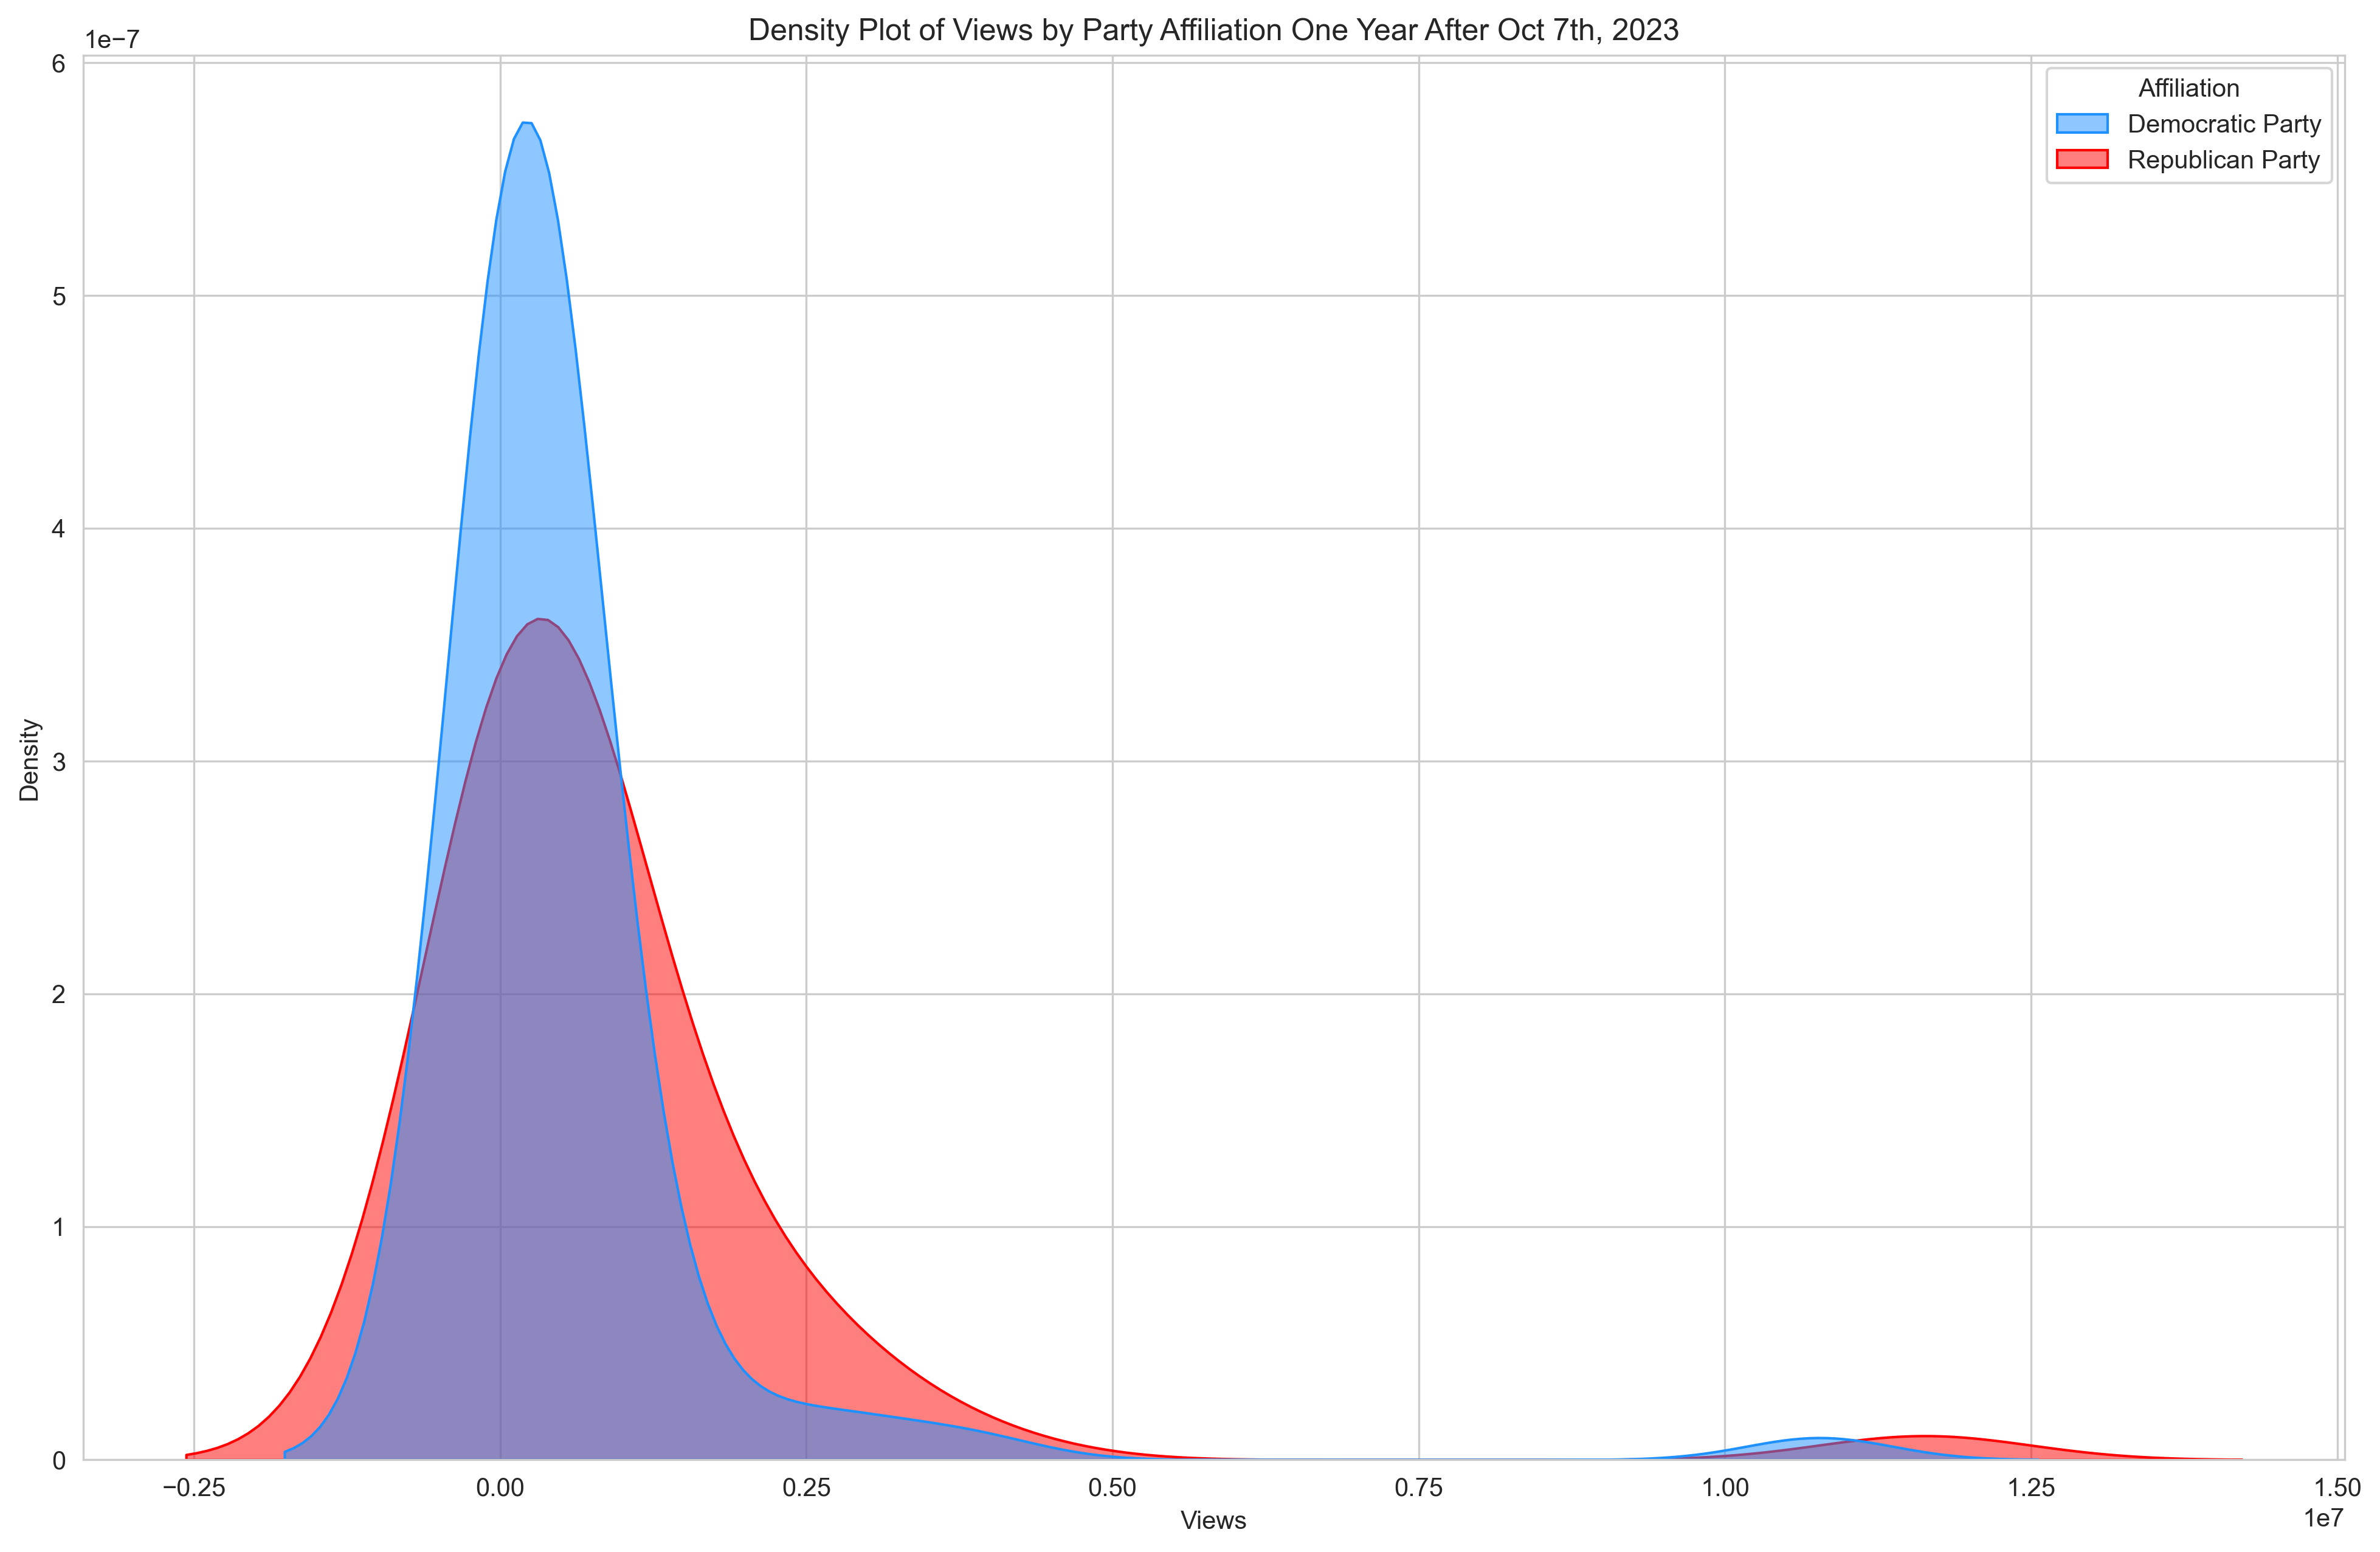 Density Plot of Views by Party Affiliation One Year After Oct 7th, 2023
1e−7
6
5
4
3
2
1
0
Density
Affiliation
Democratic Party
Republican Party
−0.25 0.00 0.25 0.50 0.75 1.00 1.25 1.50
1e7
Views